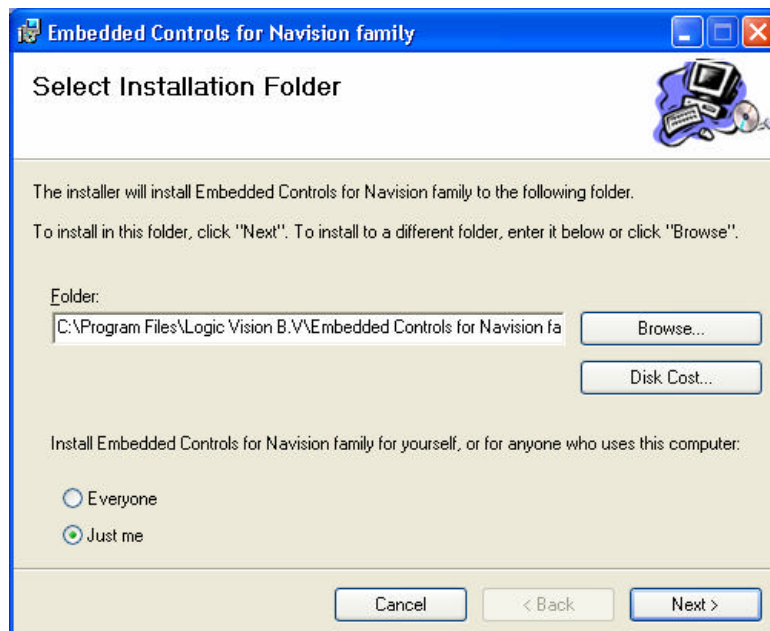 Embedded Controls for Navision family
Select Installation Folder
The installer will install Embedded Controls for Navision family to the following folder.
To install in this folder, click "Next". To install to a different folder, enter it below or click "Browse".
Folder:
C:\Program Files\Logic Vision B.V\Embedded Controls for Navision fa
Browse...
Disk Cost...
Install Embedded Controls for Navision family for yourself, or for anyone who uses this computer:
Everyone
Just me
Cancel
< Back
Next >